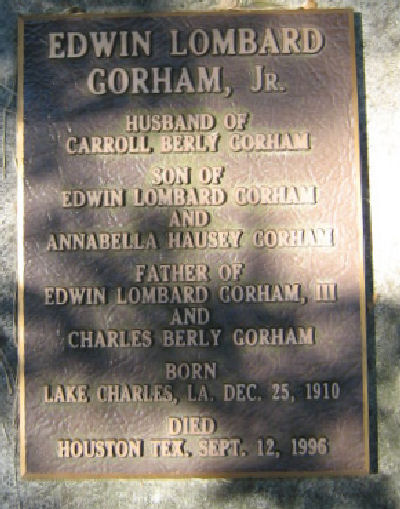 EDWIN LOMBARD
GORHAM, JR.
HUSBAND OF
CARROLL BERLY GORHAM
SON OF
EDWIN LOMBARD GORHAM
AND
ANNABELLA HAUSEY GORHAM
FATHER OF
EDWIN LOMBARD GORHAM, III
AND
CHARLES BERLY GORHAM
BORN
LAKE CHARLES, LA. DEC. 25, 1910
DIED
HOUSTON TEX. SEPT. 12, 1996